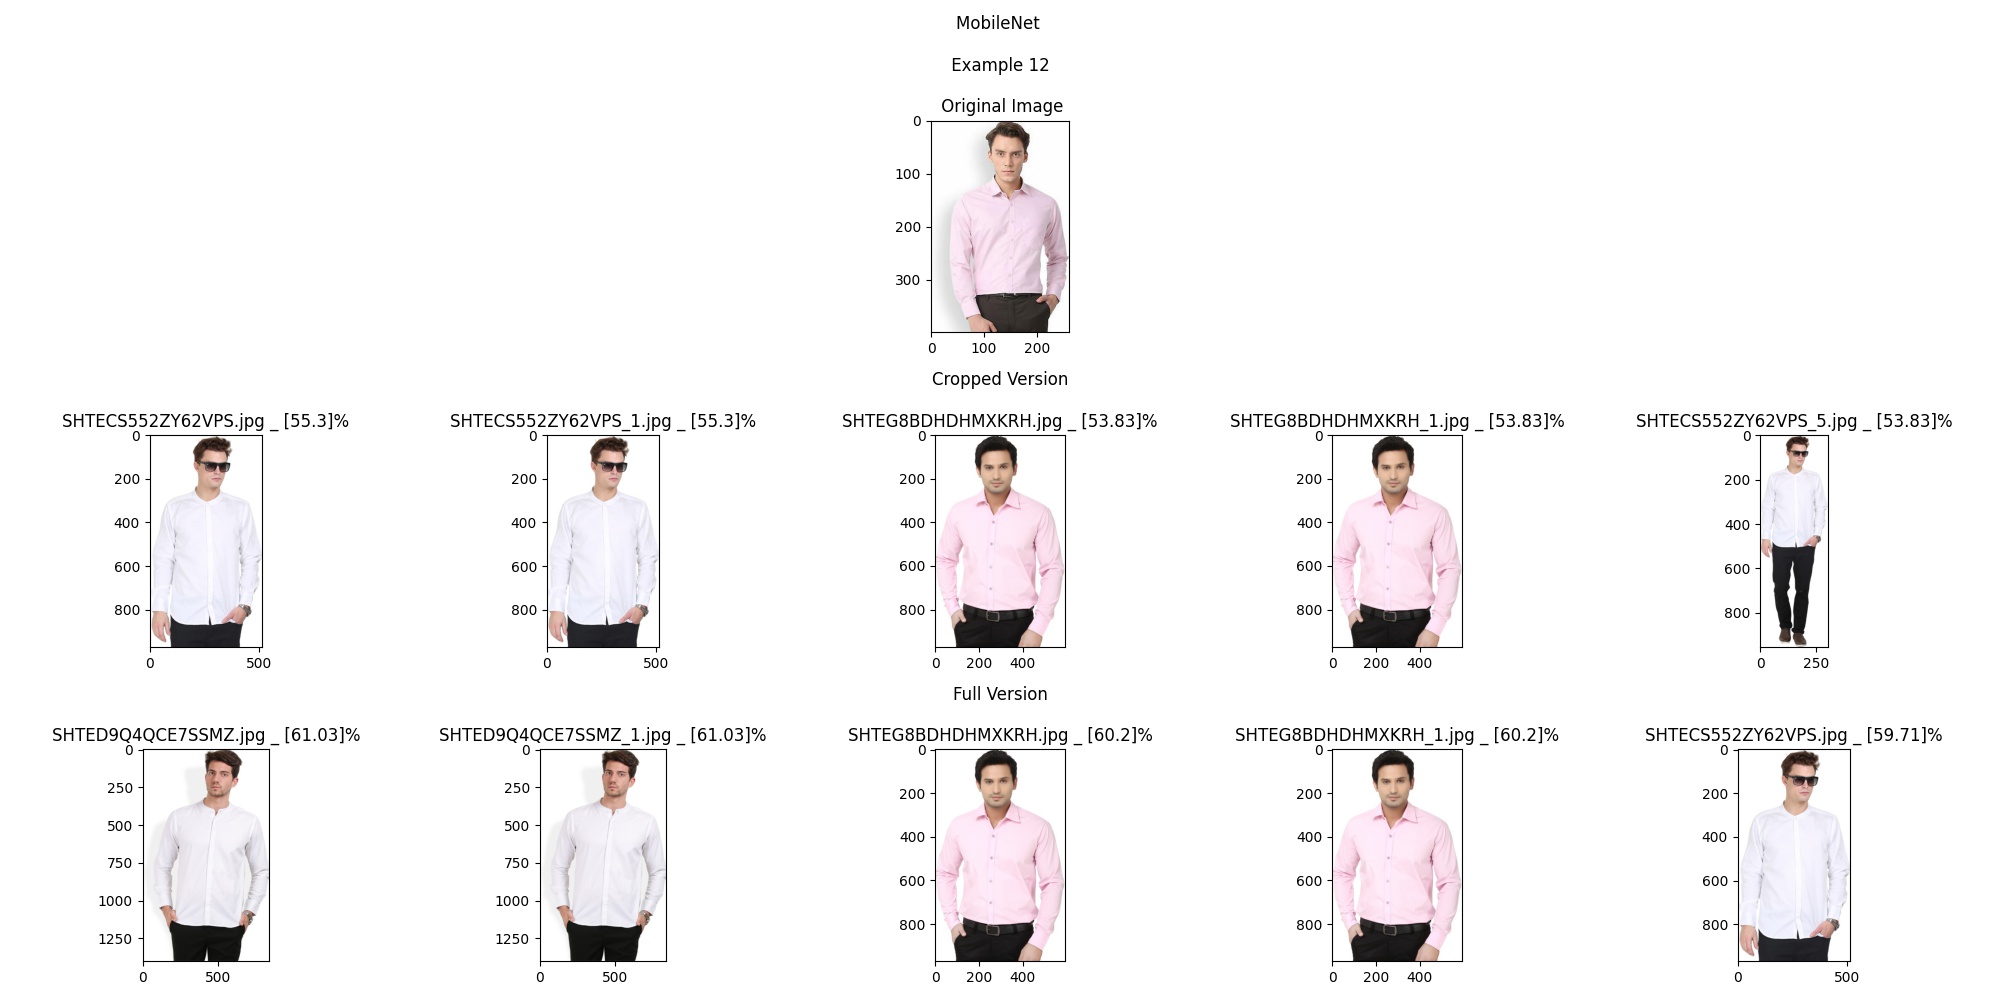 MobileNet
Example 12
Original Image
0
100
200
300
0 100 200
Cropped Version
SHTECS552ZY62VPS.jpg _ [55.3]% SHTECS552ZY62VPS_1.jpg _ [55.3]% SHTEG8BDHDHMXKRH.jpg _ [53.83]% SHTEG8BDHDHMXKRH_1.jpg _ [53.83]% SHTECS552ZY62VPS_5.jpg _ [53.83]%
0 0 0 0 0
200 200 200 200 200
400 400 400 400 400
600 600 600 600 600
800 800 800 800 800
0 500 0 500 0 200 400 0 200 400 0 250
Full Version
SHTED9Q4QCE7SSMZ.jpg _ [61.03]% SHTED9Q4QCE7SSMZ_1.jpg _ [61.03]% SHTEG8BDHDHMXKRH.jpg _ [60.2]% SHTEG8BDHDHMXKRH_1.jpg _ [60.2]% SHTECS552ZY62VPS.jpg _ [59.71]%
0 0 0 0 0
250 250 200 200 200
500 500 400 400 400
750 750 600 600 600
1000 1000 800 800 800
1250 1250
0 500 0 500 0 200 400 0 200 400 0 500